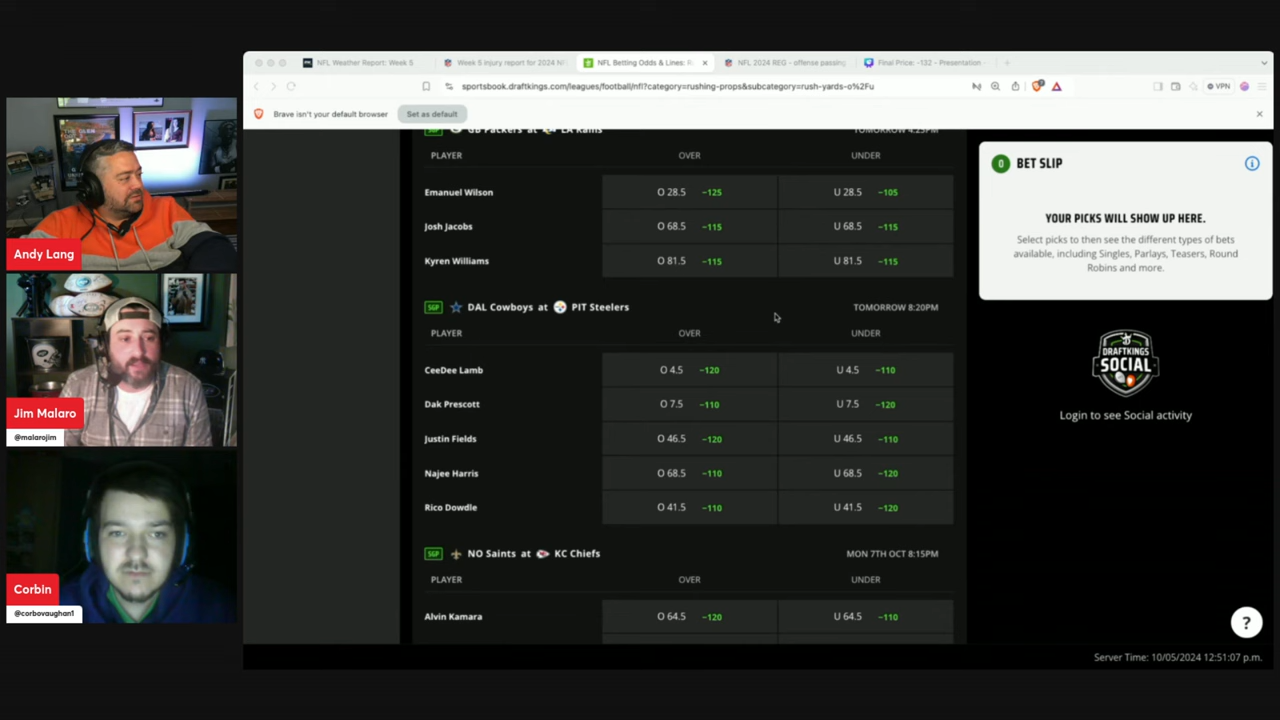 NFL Weather Report: Week 5
Week 5 injury report for 2024 NF
NFL Betting Odds & Lines: R
NFL 2024 REG - offense passing
Final Price: -132 - Presentation
sportsbook.draftkings.com/leagues/football/nfl?category=rushing-props&subcategory=rush-yards-o%2Fu
VPN
Brave isn't your default browser
Set as default
GB Packers at LA Rams
TOMORROW 4:25PM
PLAYER OVER UNDER
Emanuel Wilson O 28.5 −125 U 28.5 −105
Josh Jacobs O 68.5 −115 U 68.5 −115
Kyren Williams O 81.5 −115 U 81.5 −115
SGP DAL Cowboys at PIT Steelers TOMORROW 8:20PM
PLAYER OVER UNDER
CeeDee Lamb O 4.5 −120 U 4.5 −110
Dak Prescott O 7.5 −110 U 7.5 −120
Justin Fields O 46.5 −120 U 46.5 −110
Najee Harris O 68.5 −110 U 68.5 −120
Rico Dowdle O 41.5 −110 U 41.5 −120
SGP NO Saints at KC Chiefs MON 7TH OCT 8:15PM
PLAYER OVER UNDER
Alvin Kamara O 64.5 −120 U 64.5 −110
0 BET SLIP
YOUR PICKS WILL SHOW UP HERE.
Select picks to then see the different types of bets
available, including Singles, Parlays, Teasers, Round
Robins and more.
DRAFTKINGS
SOCIAL
Login to see Social activity
?
Server Time: 10/05/2024 12:51:07 p.m.
Andy Lang
Jim Malaro
@malarojim
Corbin
@corbovaughan1